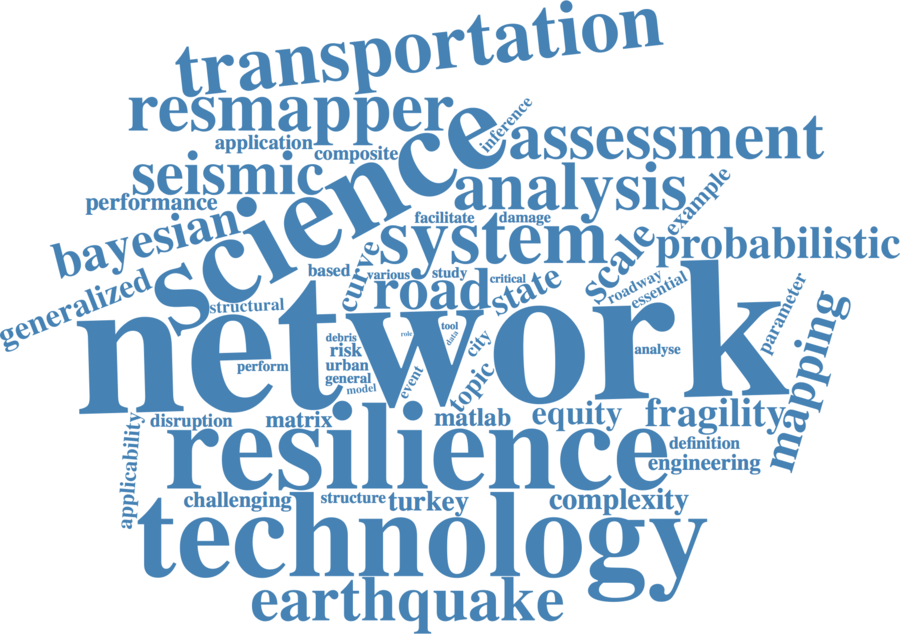 transportation
resmapper
inference
assessment
application
composite
science
seismic
analysis
example
performance
facilitate
damage
bayesian
system
scale
probabilistic
generalized
based
various
study
critical
curve
road
state
roadway
essential
structural
parameter
network
debris
role
tool
data
city
risk
analyse
perform
urban
general
model
event
topic
mapping
disruption
matrix
matlab
equity
fragility
applicability
resilience
definition
engineering
challenging
structure
turkey
complexity
technology
earthquake